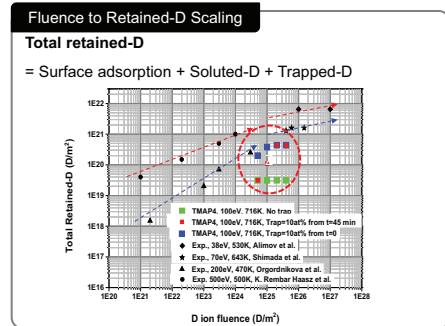 Fluence to Retained-D Scaling
Total retained-D
= Surface adsorption + Soluted-D + Trapped-D
Total Retained-D (D/m²)
1E22
1E21
1E20
1E19
1E18
1E17
1E16
TMAP4. 100eV, 716K. No trap
TMAP4, 100eV, 716K, Trap=10at% from t=45 min
TMAP4, 100eV, 716K, Trap=10at% from t=0
Exp., 38eV, 530K, Alimov et al.
Exp., 70eV, 643K, Shimada et al.
Exp., 200eV, 470K, Orgordnikova et al.
Exp. 500eV, 500K, K. Rembar Haasz et al.
1E20 1E21 1E22 1E23 1E24 1E25 1E26 1E27 1E28
D ion fluence (D/m²)